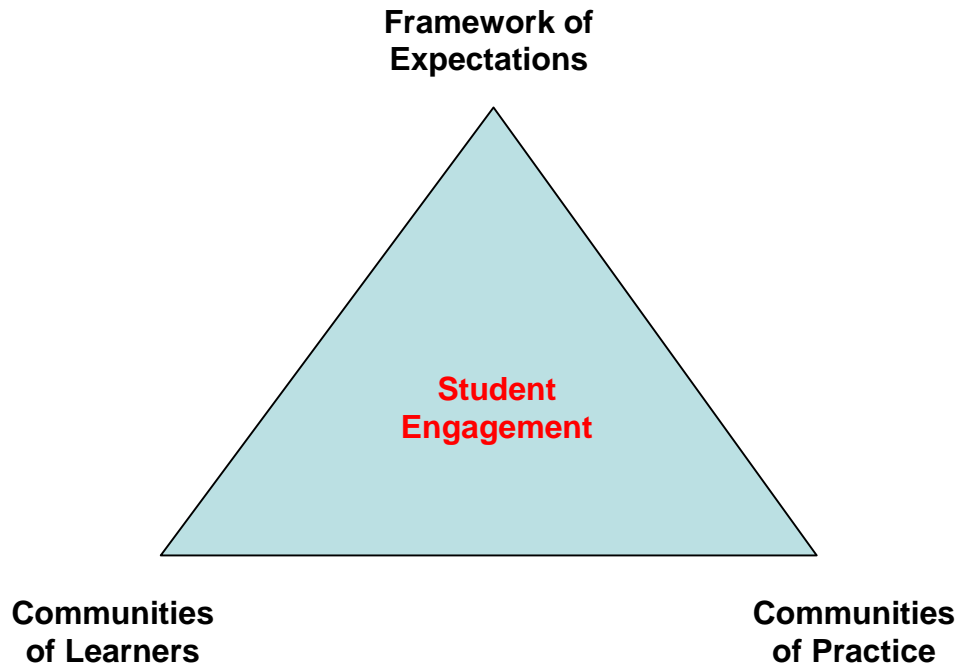 Framework of
Expectations
Student
Engagement
Communities
of Learners
Communities
of Practice